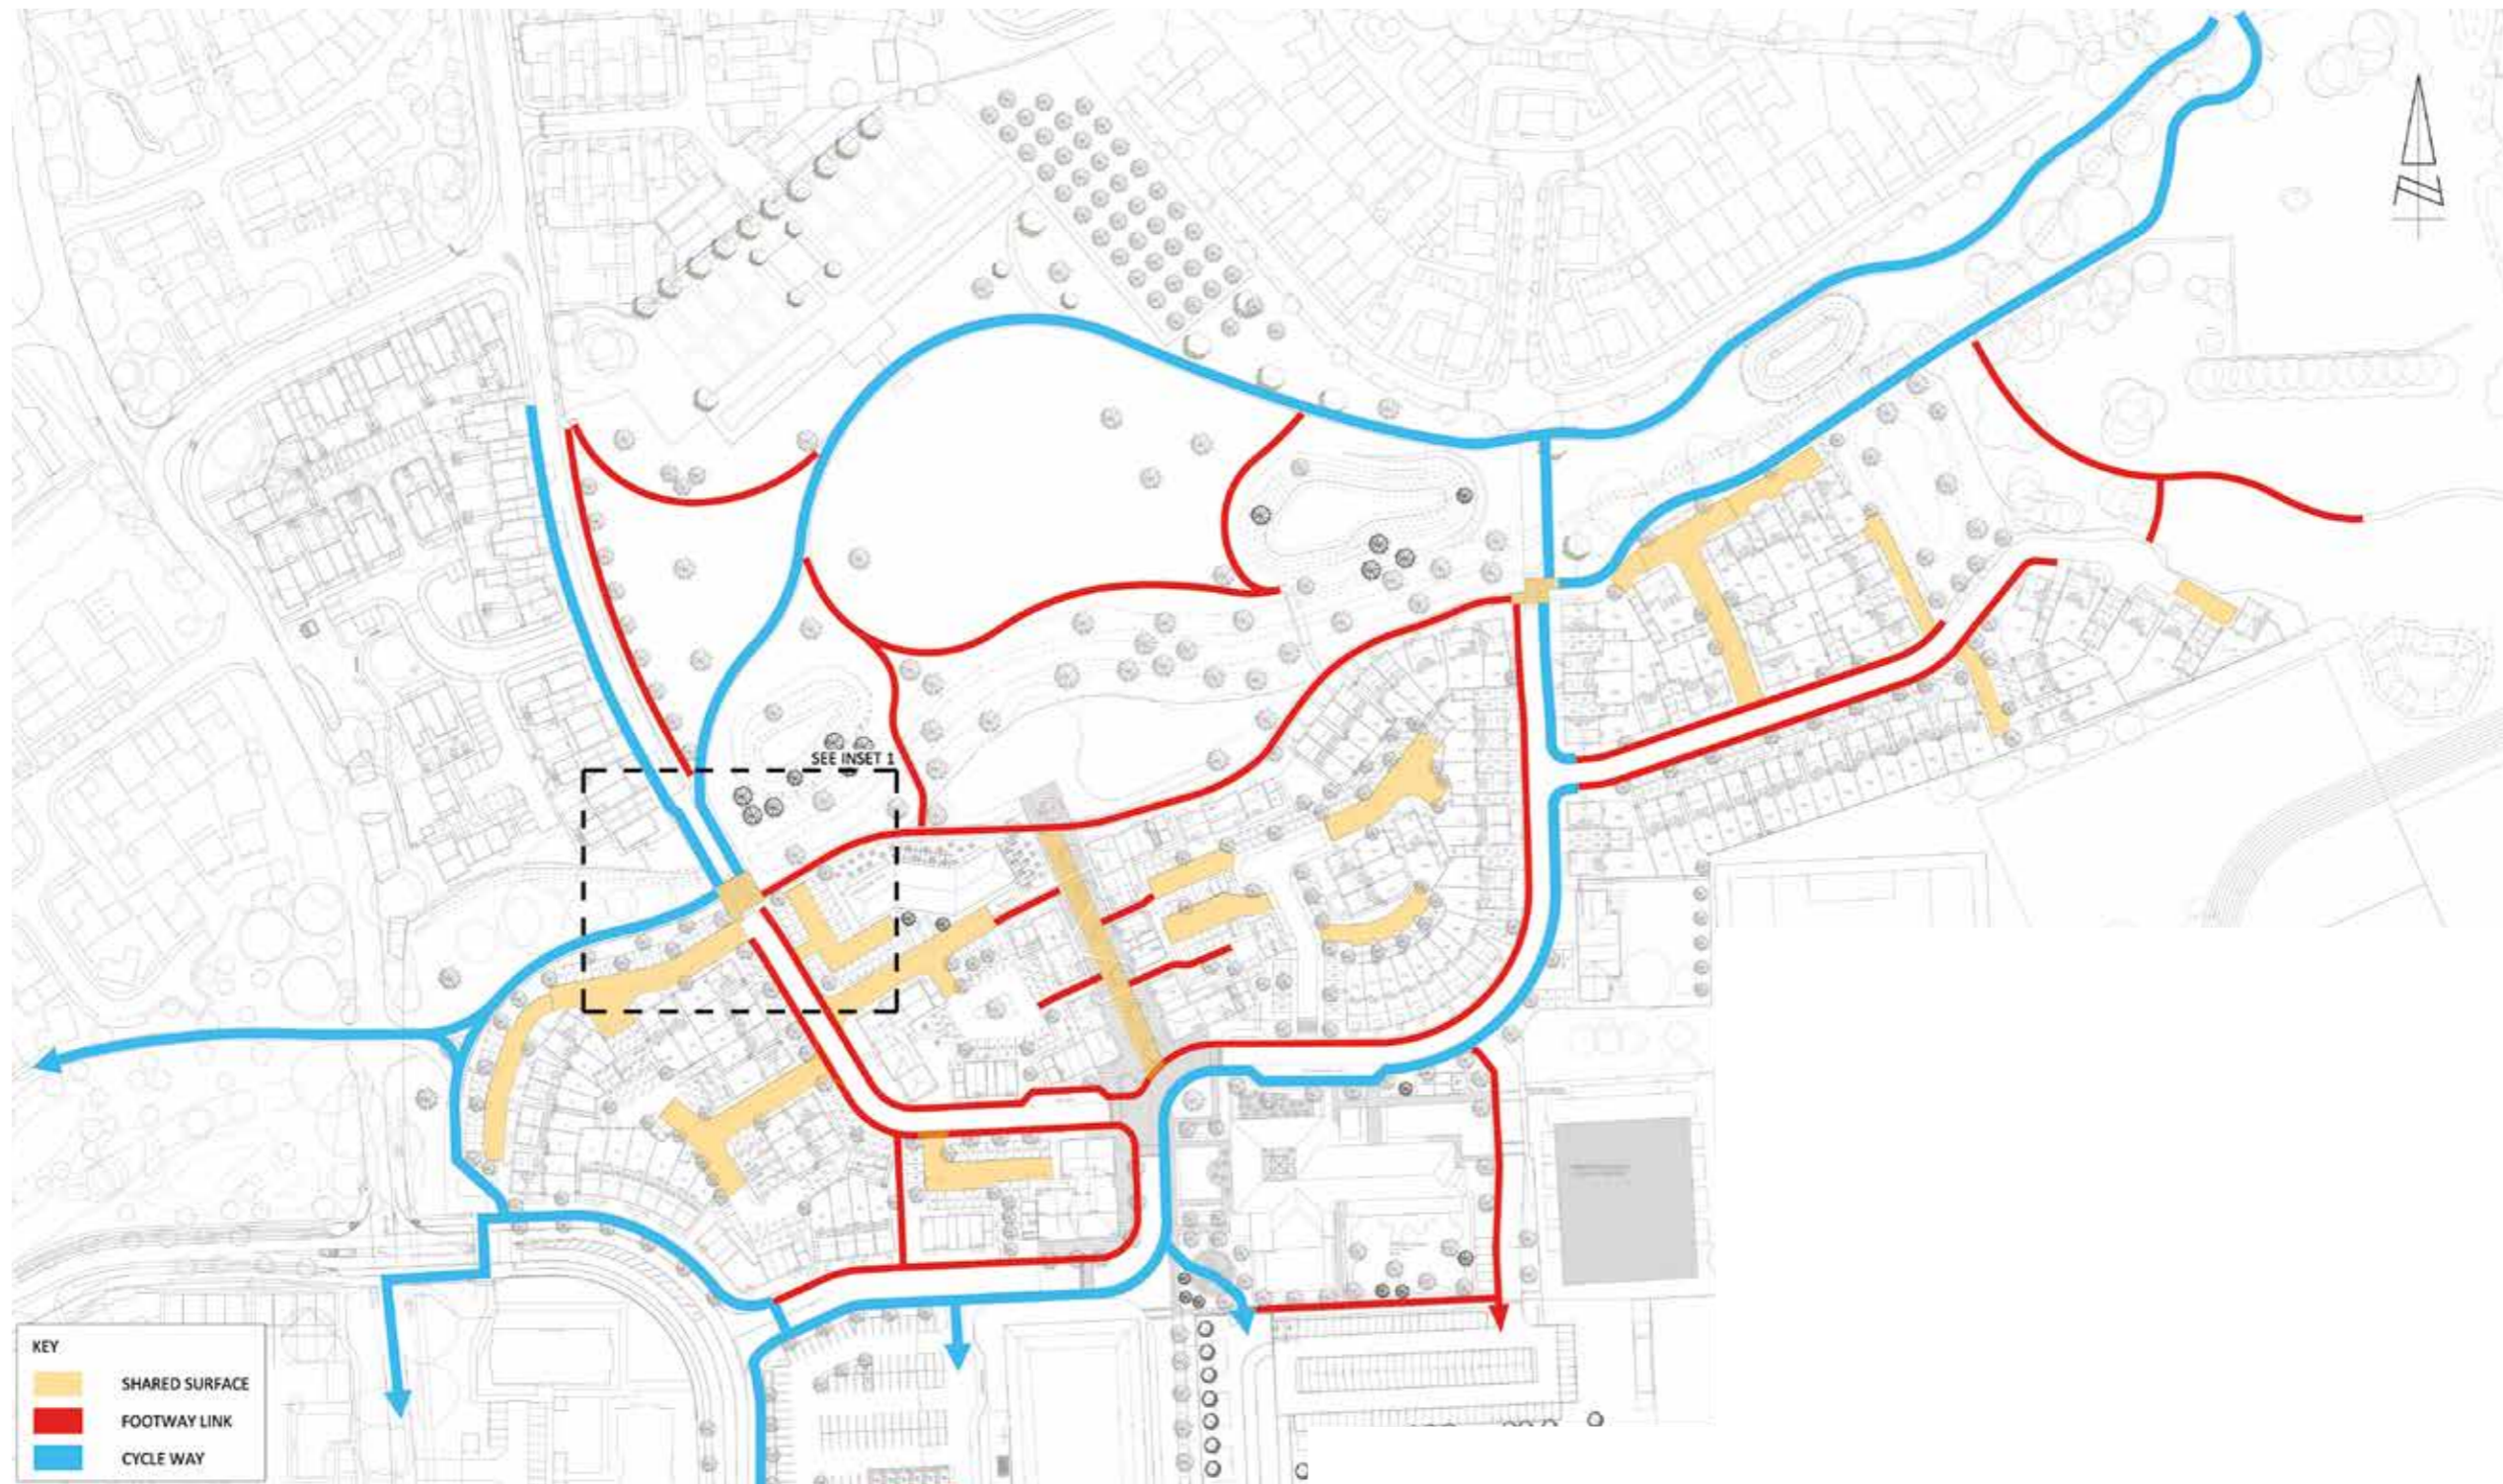 N
SEE INSET 1
KEY
SHARED SURFACE
FOOTWAY LINK
CYCLE WAY